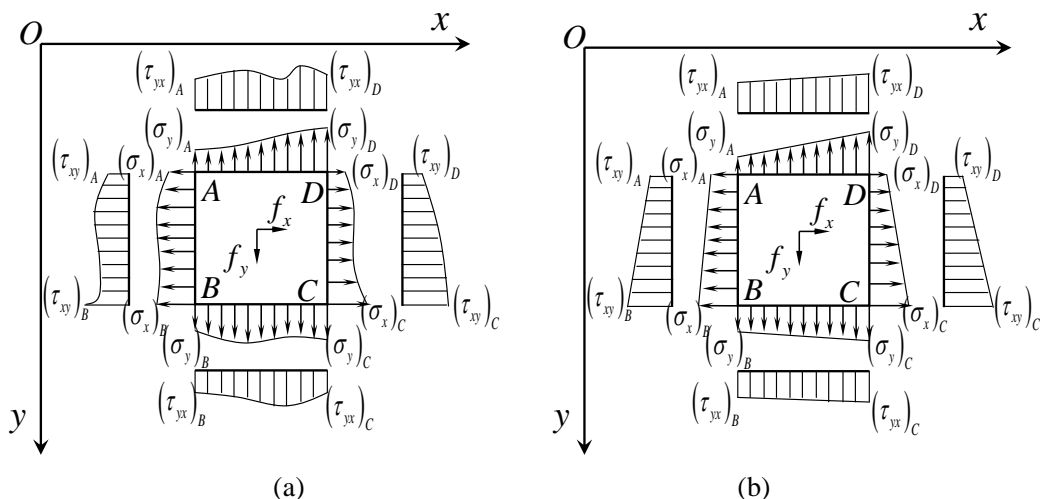 O x
(τyx)A (τyx)D
(σy)A (σy)D
(τxy)A (σx)A (σx)D (τxy)D
A D
fx
fy
B C
(τxy)B (σx)B (σx)C (τxy)C
(σy)B (σy)C
(τyx)B (τyx)C
y
(a)
O x
(τyx)A (τyx)D
(σy)A (σy)D
(τxy)A (σx)A (σx)D (τxy)D
A D
fx
fy
B C
(τxy)B (σx)B (σx)C (τxy)C
(σy)B (σy)C
(τyx)B (τyx)C
y
(b)